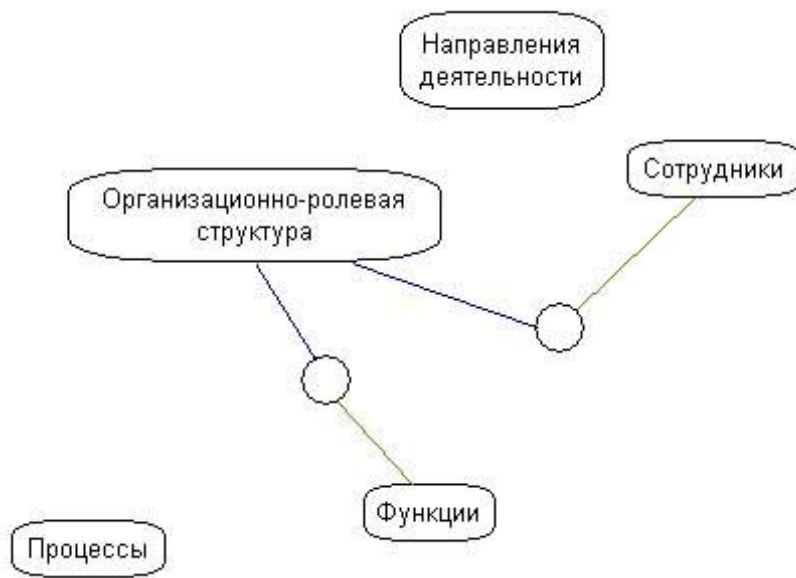 Направления
деятельности
Сотрудники
Организационно-ролевая
структура
Функции
Процессы